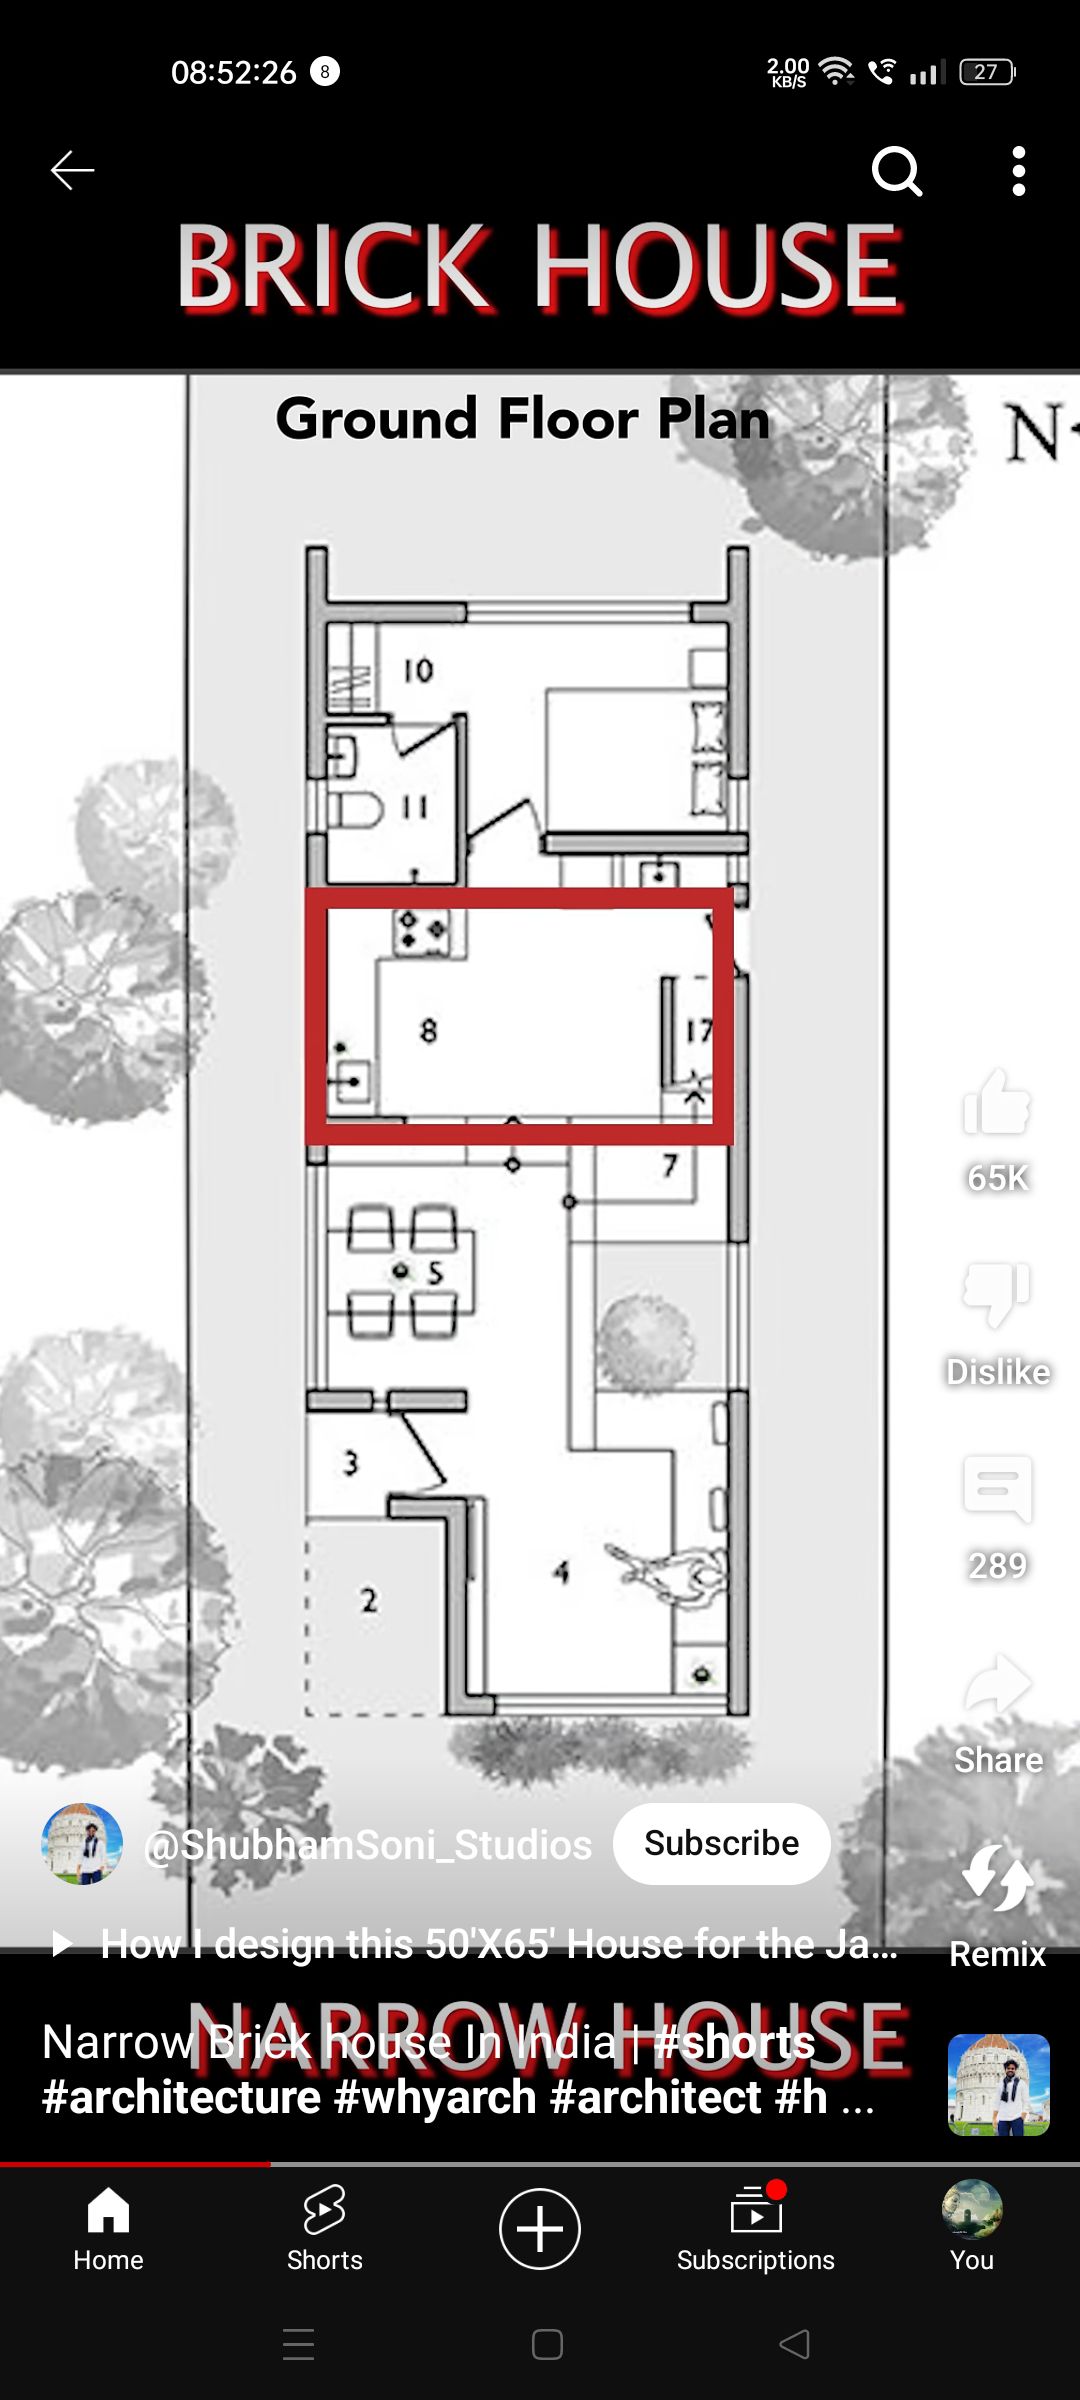 08:52:26 8 2.00 KB/S 27
BRICK HOUSE
Ground Floor Plan
N
10
11
8
17
7
5
3
4
2
65K
Dislike
289
Share
@ShubhamSoni_Studios Subscribe
How I design this 50'X65' House for the Ja...
Remix
NARROW HOUSE
Narrow Brick house In India | #shorts
#architecture #whyarch #architect #h ...
Home Shorts Subscriptions You